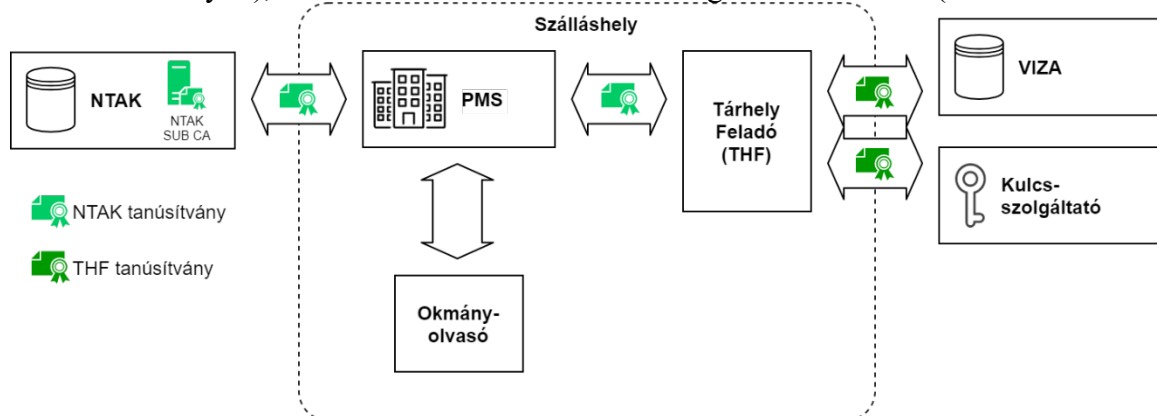 Szálláshely
NTAK
NTAK
SUB CA
PMS
Tárhely
Feladó
(THF)
VIZA
Kulcs-
szolgáltató
NTAK tanúsítvány
THF tanúsítvány
Okmány-
olvasó